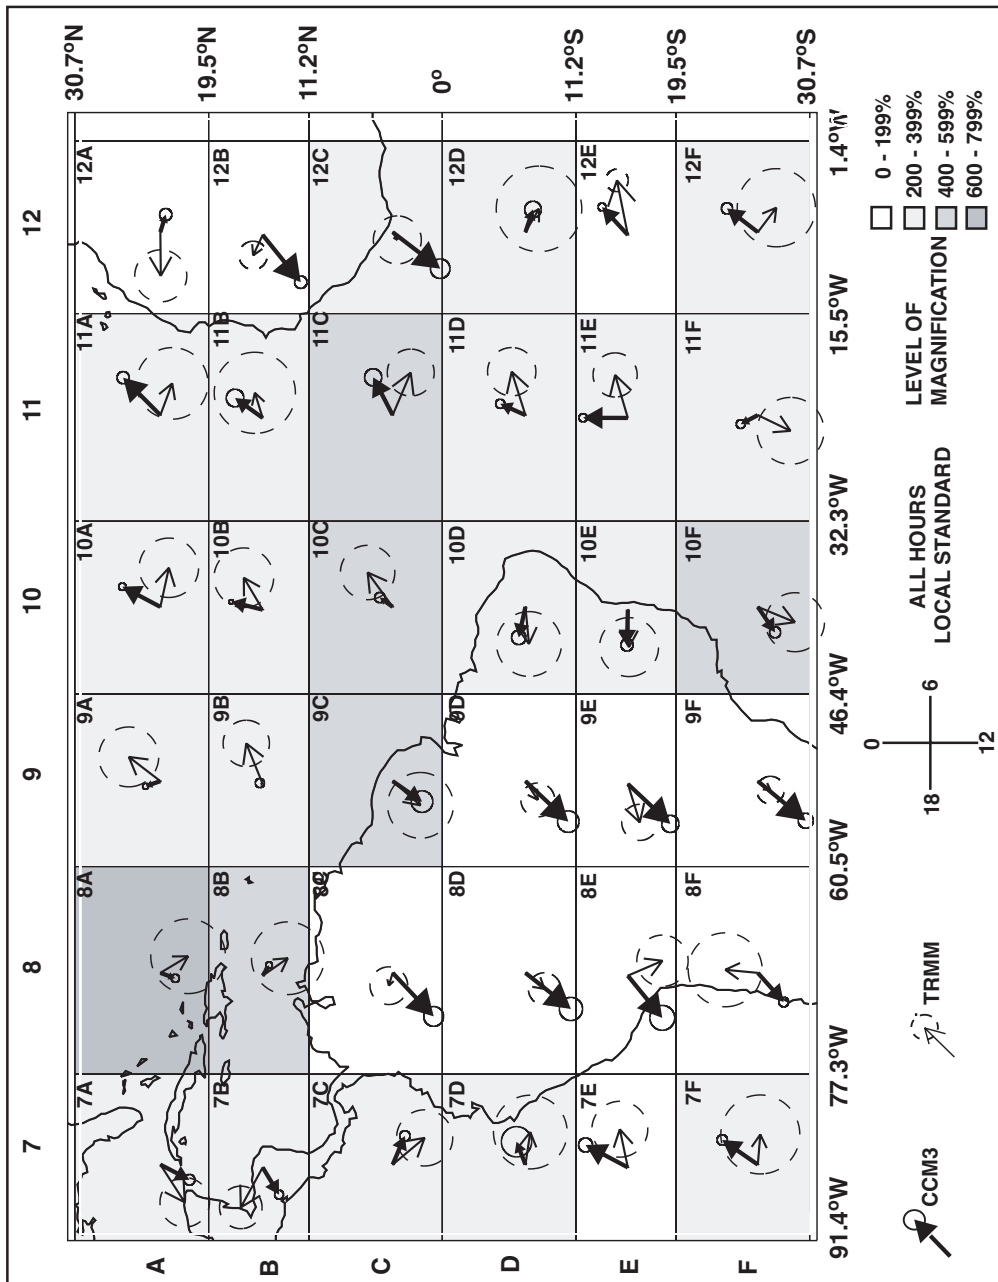 7 8 9 10 11 12
30.7°N
7A 8A 9A 10A 11A 12A
A
19.5°N
7B 8B 9B 10B 11B 12B
B
11.2°N
7C 8C 9C 10C 11C 12C
C
0°
7D 8D 9D 10D 11D 12D
D
11.2°S
7E 8E 9E 10E 11E 12E
E
19.5°S
7F 8F 9F 10F 11F 12F
F
30.7°S
91.4°W 77.3°W 60.5°W 46.4°W 32.3°W 15.5°W 1.4°W
CCM3
TRMM
0
18 6
12
ALL HOURS
LOCAL STANDARD
LEVEL OF
MAGNIFICATION
0 - 199%
200 - 399%
400 - 599%
600 - 799%